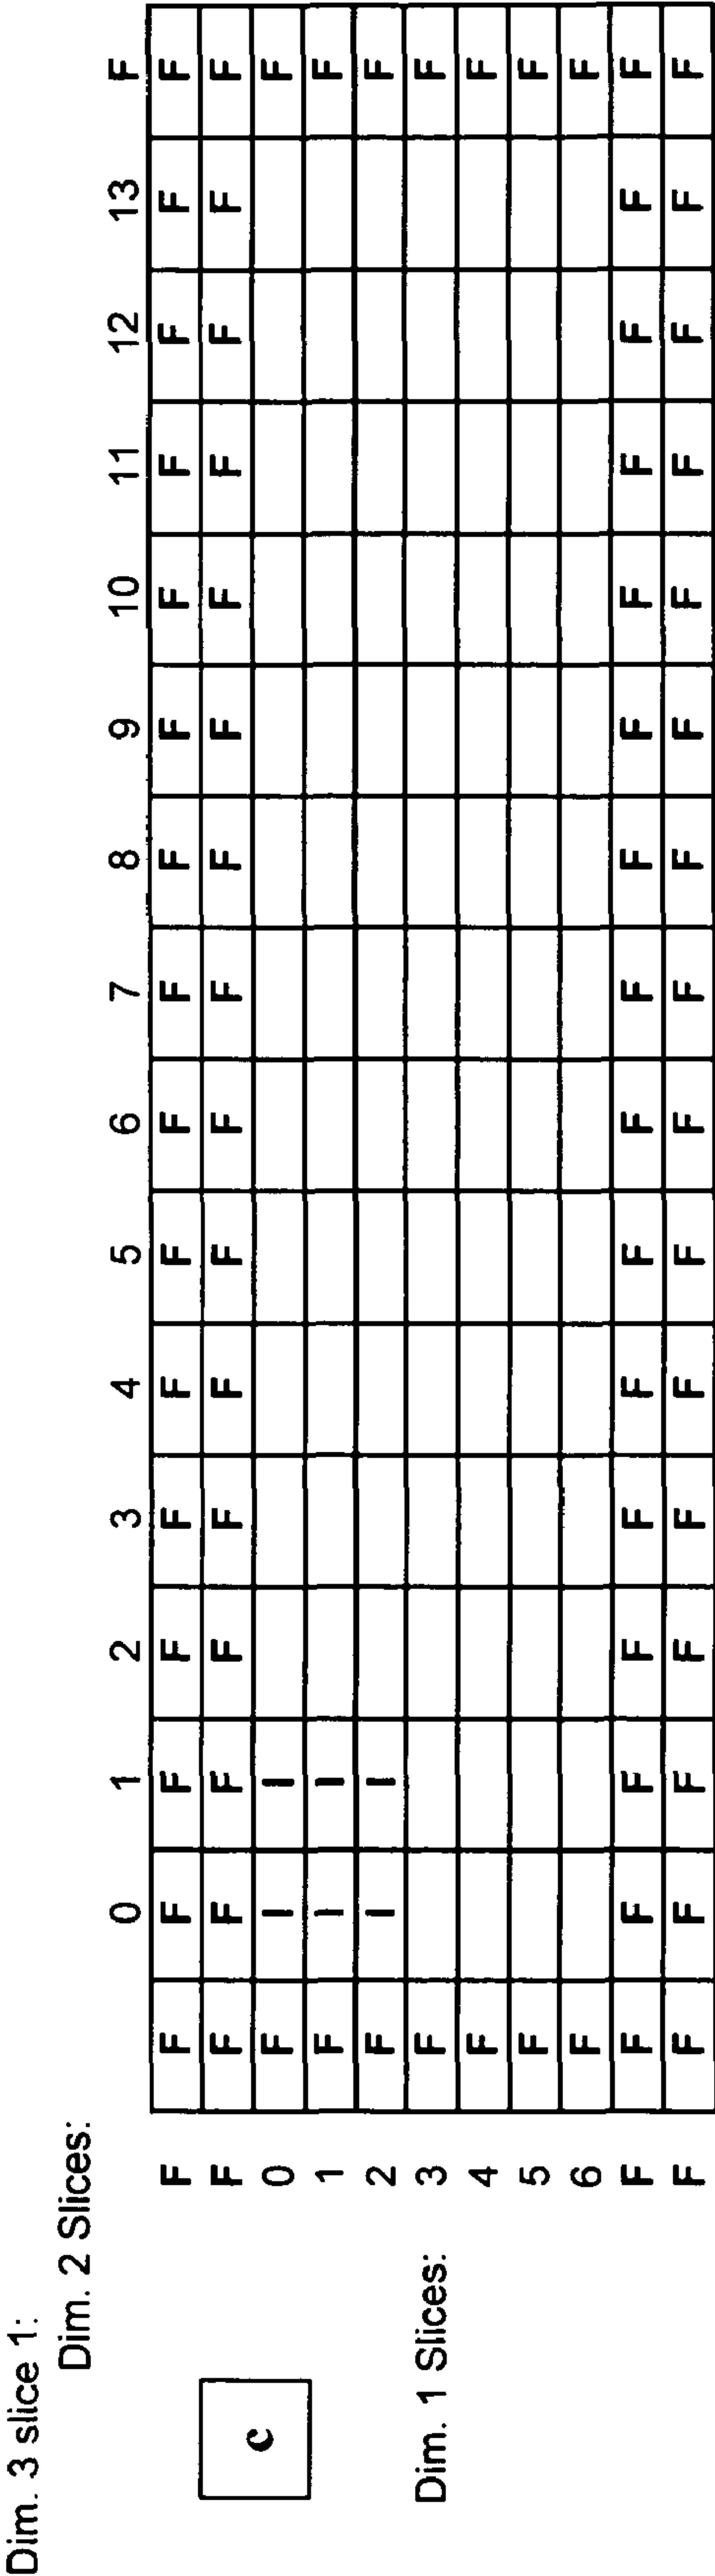 Dim. 3 slice 1:
Dim. 2 Slices:
0 1 2 3 4 5 6 7 8 9 10 11 12 13 F
F F F F F F F F F F F F F F F F F
F F F F F F F F F F F F F F F F F
c
0 F I I F
1 F I I F
2 F I I F
Dim. 1 Slices:
3 F F
4 F F
5 F F
6 F F
F F F F F F F F F F F F F F F F F
F F F F F F F F F F F F F F F F F